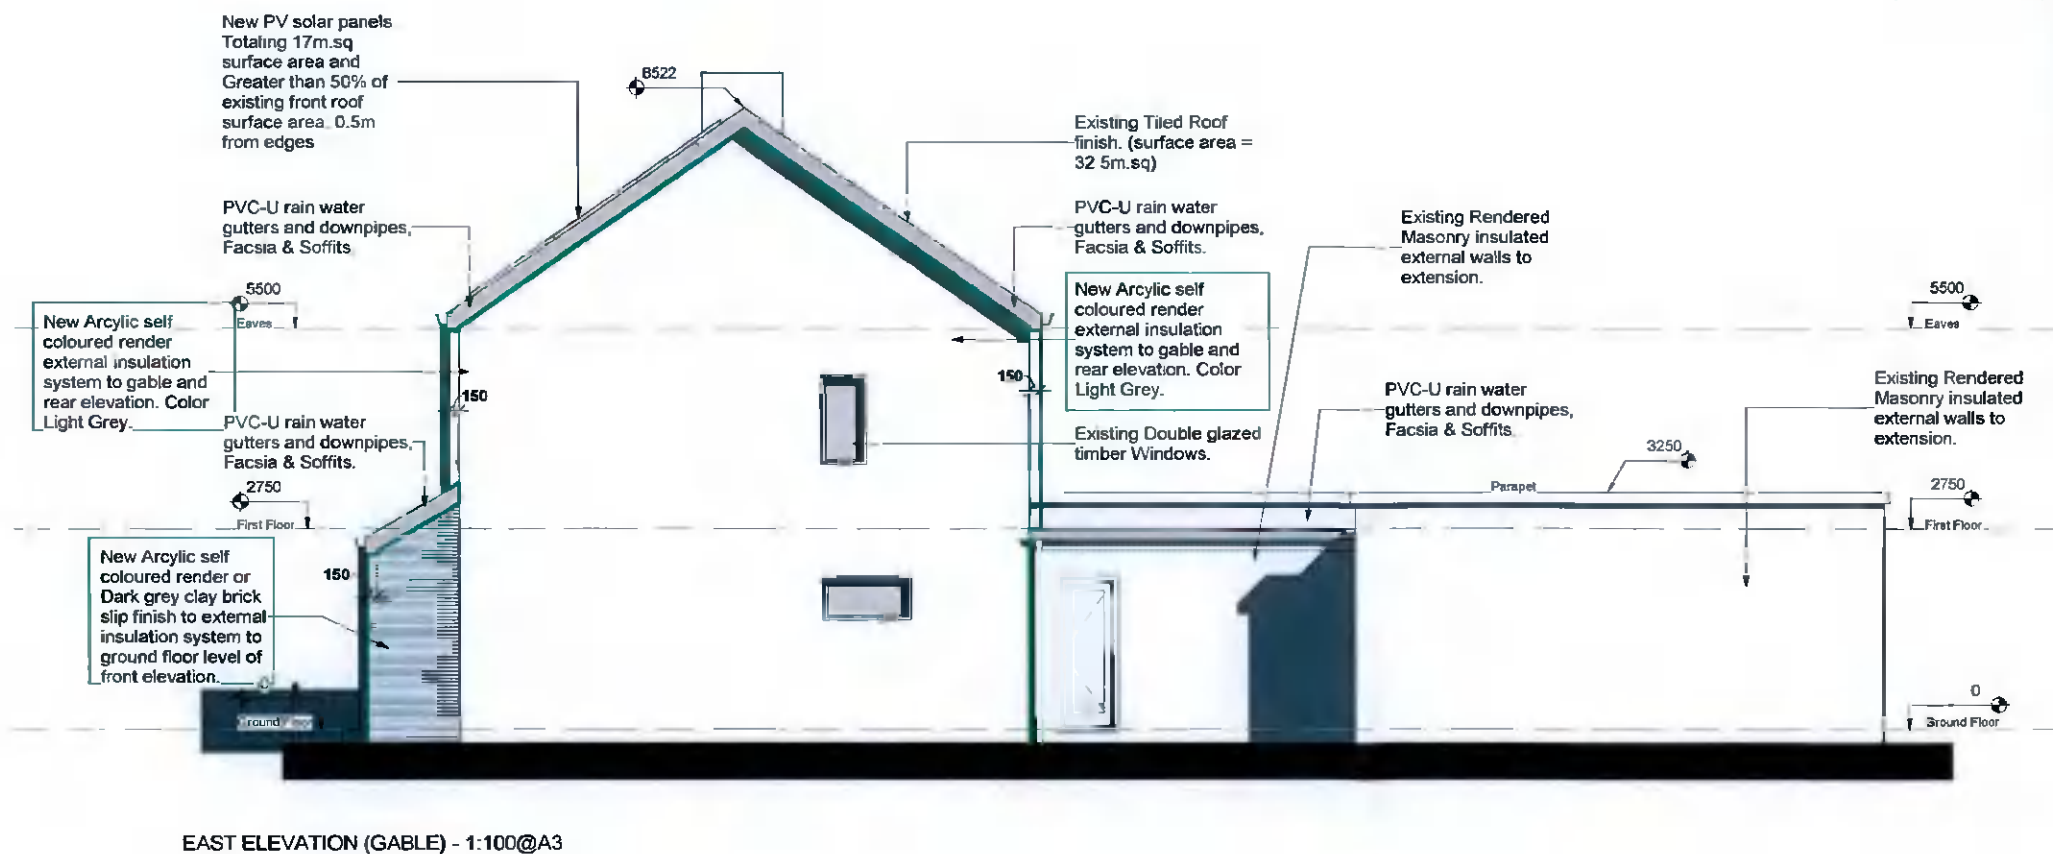 New PV solar panels
Totaling 17m.sq
surface area and
Greater than 50% of
existing front roof
surface area. 0.5m
from edges
8522
Existing Tiled Roof
finish. (surface area =
32 5m.sq)
PVC-U rain water
gutters and downpipes,
Facsia & Soffits.
PVC-U rain water
gutters and downpipes,
Facsia & Soffits.
Existing Rendered
Masonry insulated
external walls to
extension.
5500
Eaves
New Arcylic self
coloured render
external insulation
system to gable and
rear elevation. Color
Light Grey.
150
PVC-U rain water
gutters and downpipes,
Facsia & Soffits.
New Arcylic self
coloured render
external insulation
system to gable and
rear elevation. Color
Light Grey.
150
Existing Double glazed
timber Windows.
PVC-U rain water
gutters and downpipes,
Facsia & Soffits.
5500
Eaves
Existing Rendered
Masonry insulated
external walls to
extension.
3250
Parapet
2750
First Floor
2750
First Floor
New Arcylic self
coloured render or
Dark grey clay brick
slip finish to external
insulation system to
ground floor level of
front elevation.
150
Ground Floor
0
Ground Floor
EAST ELEVATION (GABLE) - 1:100@A3